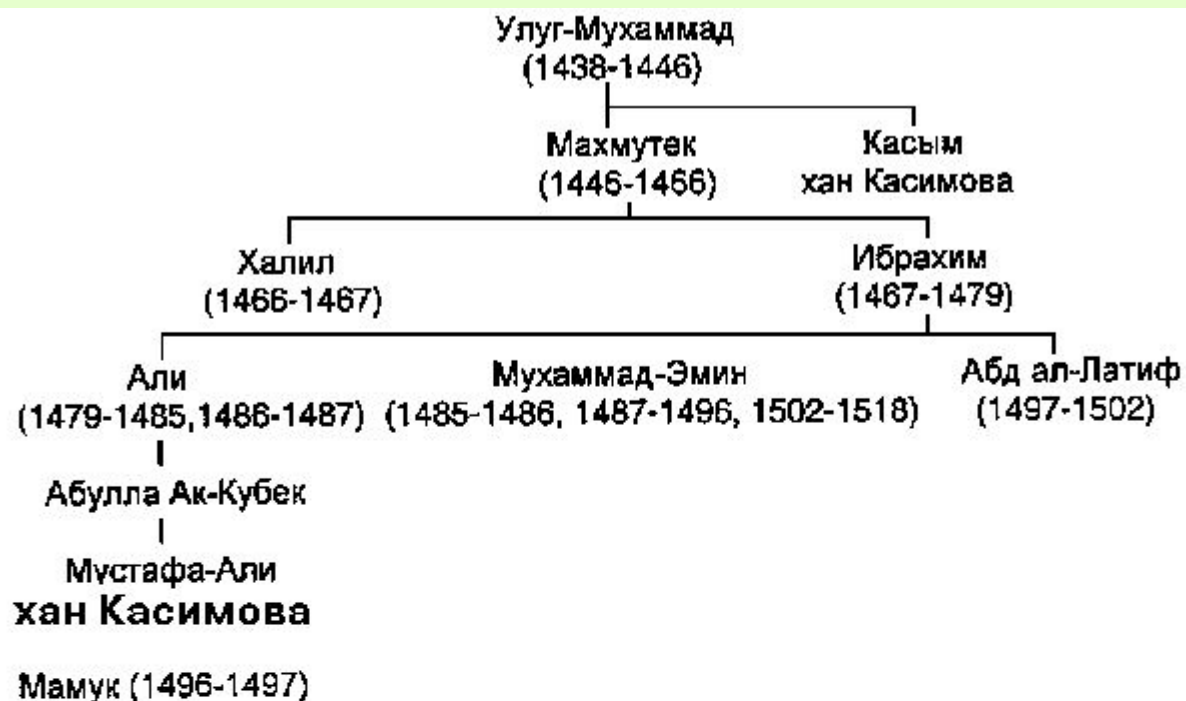 Улуг-Мухаммад
(1438-1446)
Махмутек
(1446-1466)
Касым
хан Касимова
Халил
(1466-1467)
Ибрахим
(1467-1479)
Али
(1479-1485,1486-1487)
Мухаммад-Эмин
(1485-1486, 1487-1496, 1502-1518)
Абд ал-Латиф
(1497-1502)
Абулла Ак-Кубек
Мустафа-Али
хан Касимова
Мамук (1496-1497)